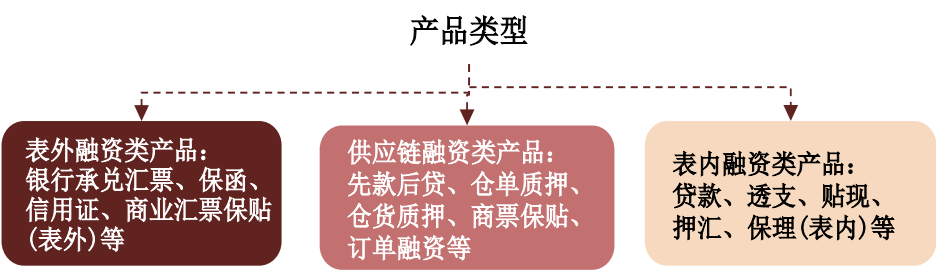 产品类型
表外融资类产品：
银行承兑汇票、保函、
信用证、商业汇票保贴
(表外)等
供应链融资类产品：
先款后贷、仓单质押、
仓货质押、商票保贴、
订单融资等
表内融资类产品：
贷款、透支、贴现、
押汇、保理(表内)等